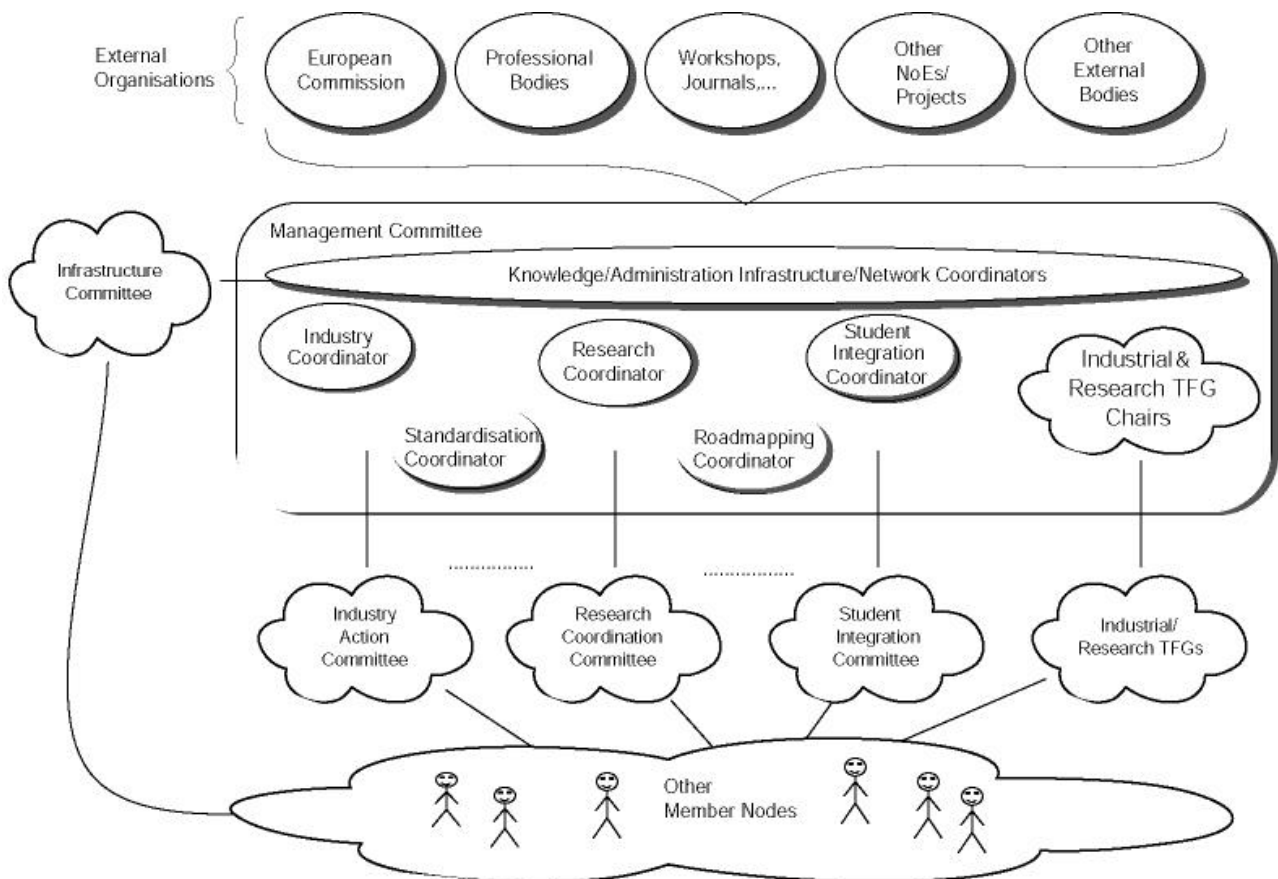 External
Organisations
European
Commission
Professional
Bodies
Workshops,
Journals,...
Other
NoEs/
Projects
Other
External
Bodies
Management Committee
Infrastructure
Committee
Knowledge/Administration Infrastructure/Network Coordinators
Industry
Coordinator
Research
Coordinator
Student
Integration
Coordinator
Industrial &
Research TFG
Chairs
Standardisation
Coordinator
Roadmapping
Coordinator
Industry
Action
Committee
Research
Coordination
Committee
Student
Integration
Committee
Industrial/
Research TFGs
Other
Member Nodes